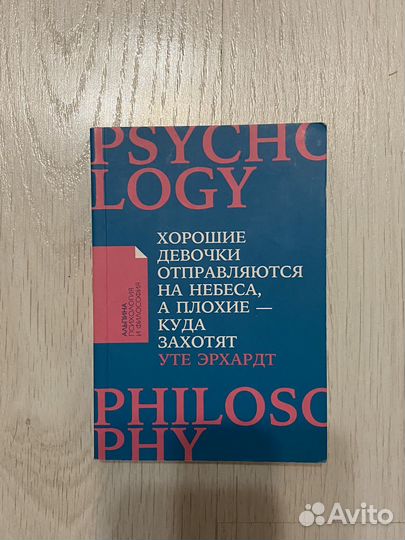 PSYCHO
LOGY
ХОРОШИЕ
ДЕВОЧКИ
ОТПРАВЛЯЮТСЯ
НА НЕБЕСА,
А ПЛОХИЕ —
КУДА
ЗАХОТЯТ
УТЕ ЭРХАРДТ
АЛЬПИНА
ПСИХОЛОГИЯ
И ФИЛОСОФИЯ
PHILOSO
PHY
Avito